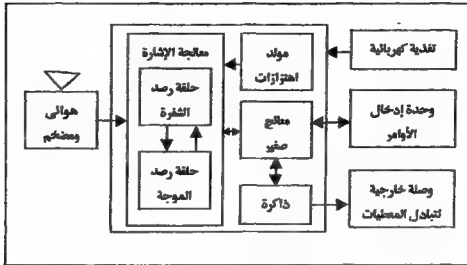 معالجة الإشارة
مولد
اهتزازات
تغذية كهربائية
حلقة رصد
الشفرة
هوائى
ومضخم
معالج
صغير
وحدة إدخال
الأوامر
حلقة رصد
الموجة
ذاكرة
وصلة خارجية
لتبادل المعطيات